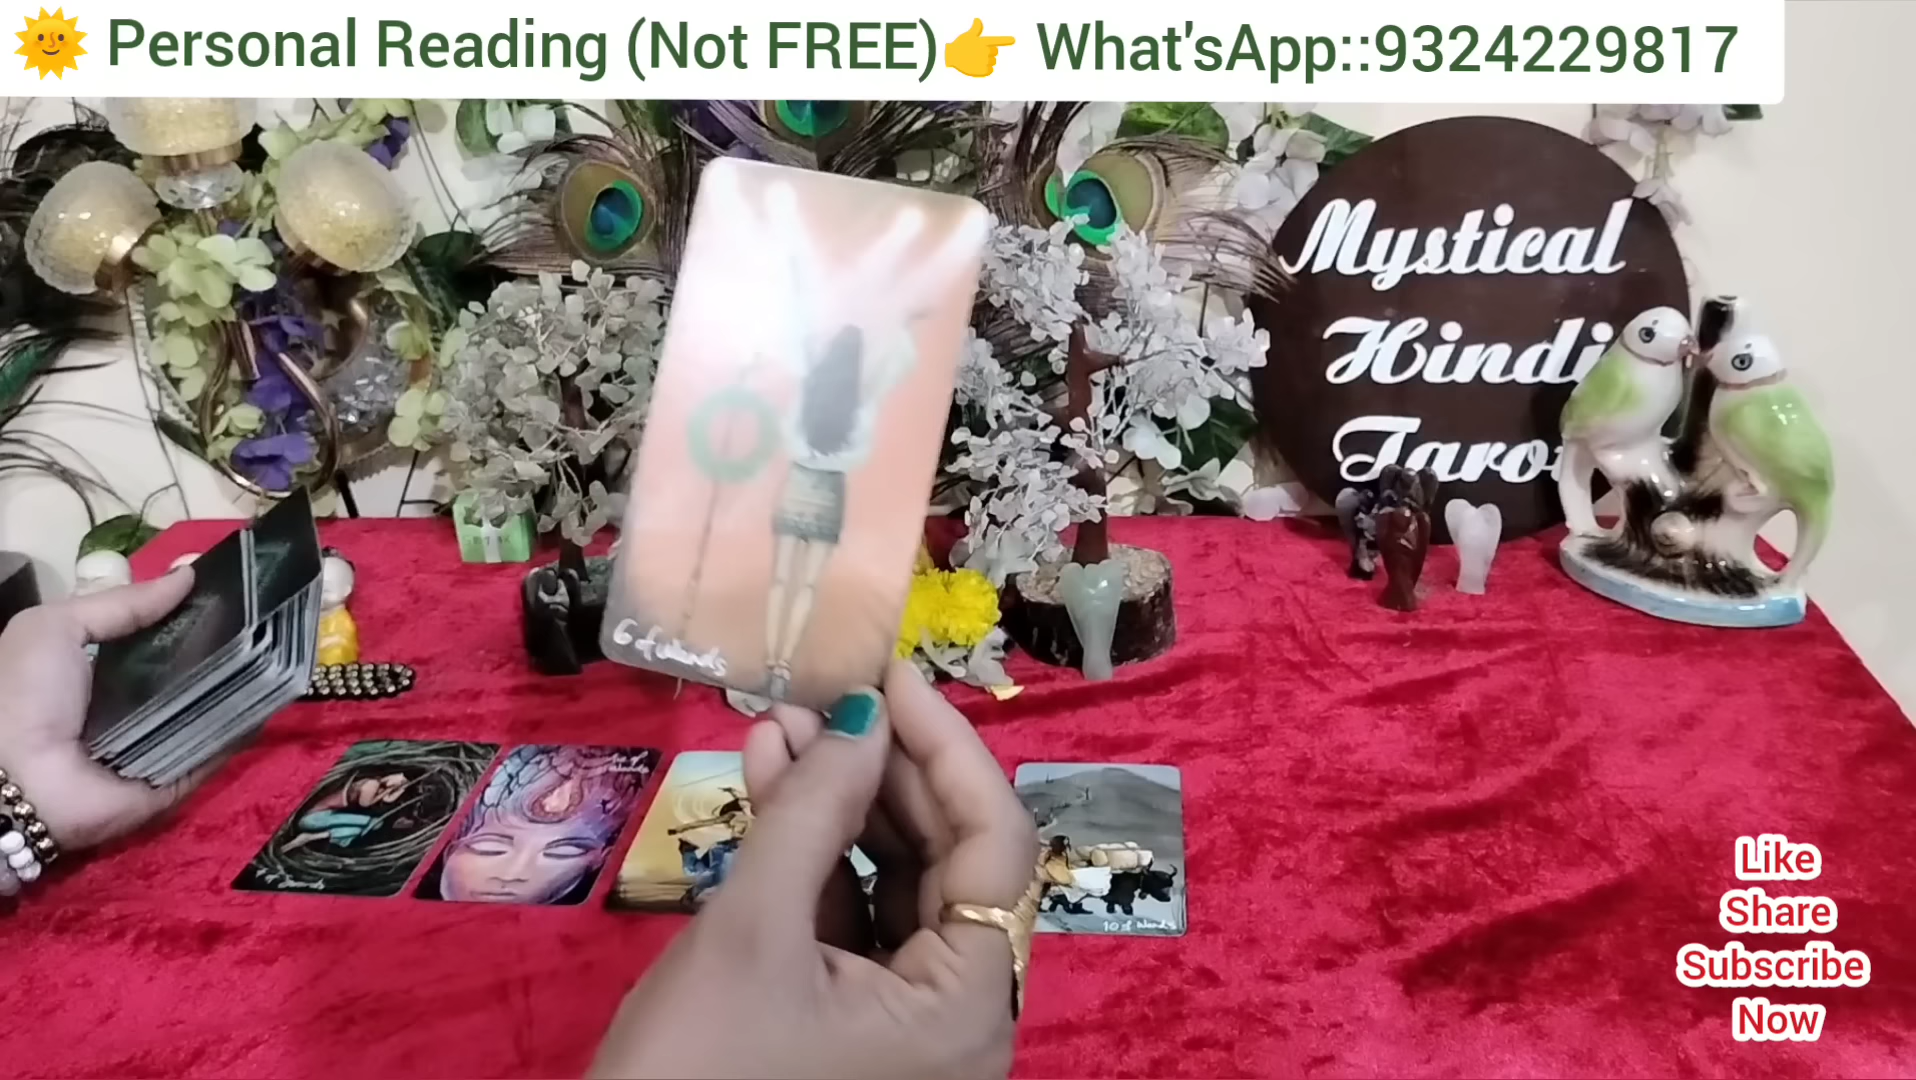 Personal Reading (Not FREE) What'sApp::9324229817
Mystical
Hindi
Tarot
6 of Wands
10 of Wands
Like
Share
Subscribe
Now